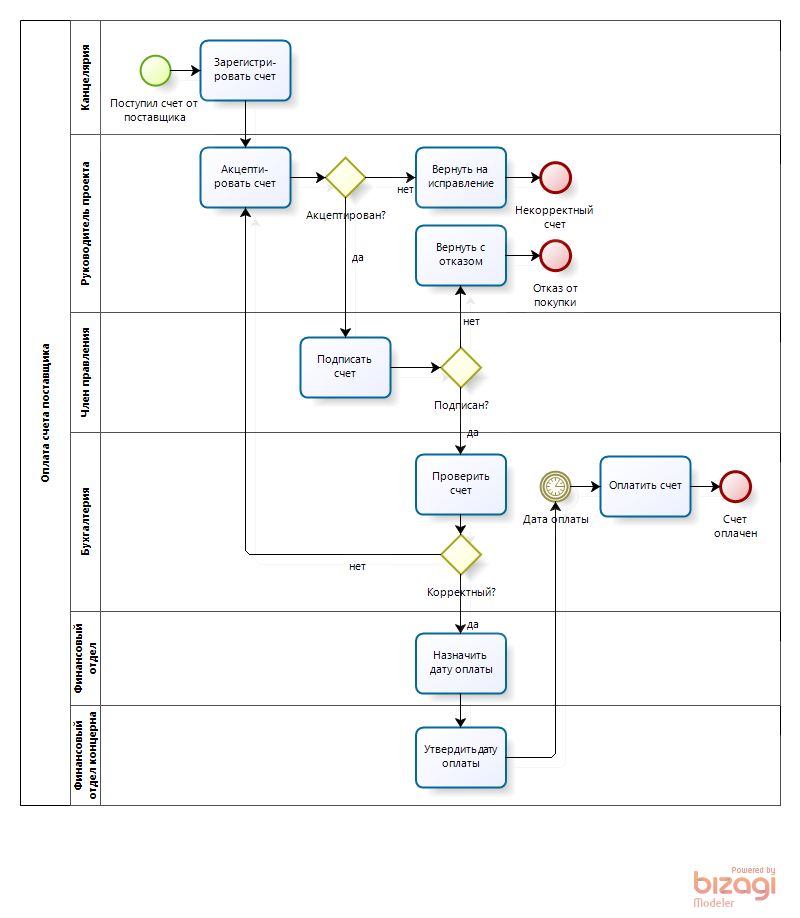 Оплата счета поставщика
Канцелярия
Поступил счет от
поставщика
Зарегистри-
ровать счет
Руководитель проекта
Акцепти-
ровать счет
Акцептирован?
нет
да
Вернуть на
исправление
Некорректный
счет
Вернуть с
отказом
Отказ от
покупки
Член правления
Подписать
счет
нет
Подписан?
да
Бухгалтерия
Проверить
счет
Дата оплаты
Оплатить счет
Счет
оплачен
нет
Корректный?
да
Финансовый
отдел
Назначить
дату оплаты
Финансовый
отдел концерна
Утвердить дату
оплаты
Powered by
bizagi
Modeler